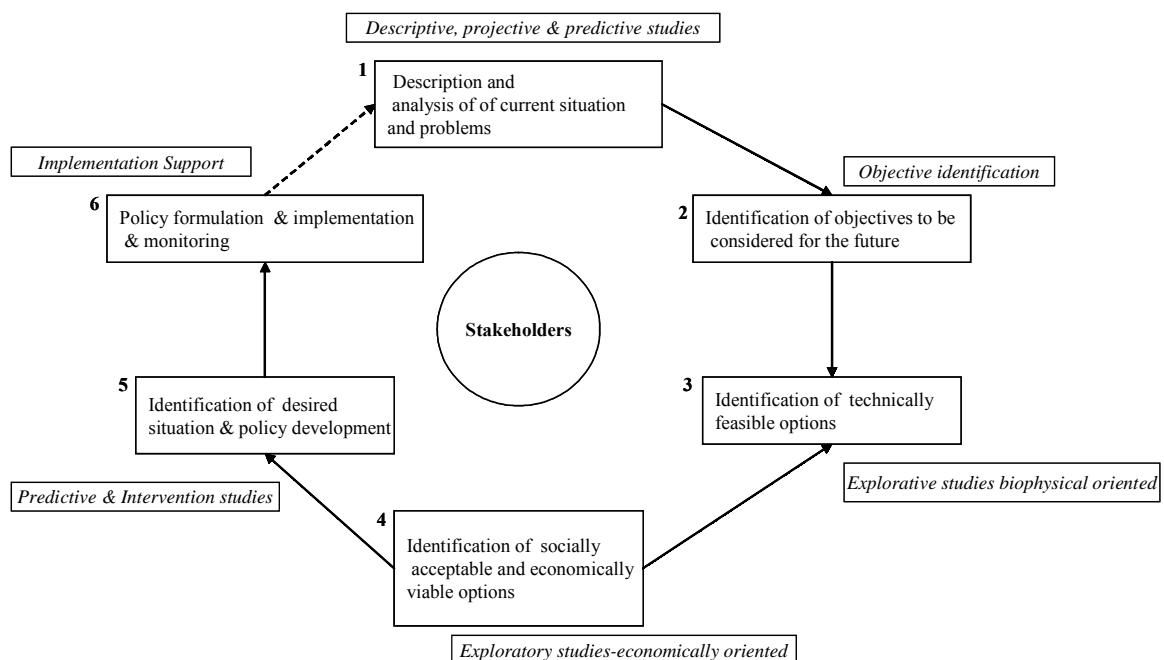 Descriptive, projective & predictive studies
1
Description and
analysis of of current situation
and problems
Implementation Support
Objective identification
6
Policy formulation & implementation
& monitoring
2
Identification of objectives to be
considered for the future
Stakeholders
5
Identification of desired
situation & policy development
3
Identification of technically
feasible options
Predictive & Intervention studies
Explorative studies biophysical oriented
4
Identification of socially
acceptable and economically
viable options
Exploratory studies-economically oriented